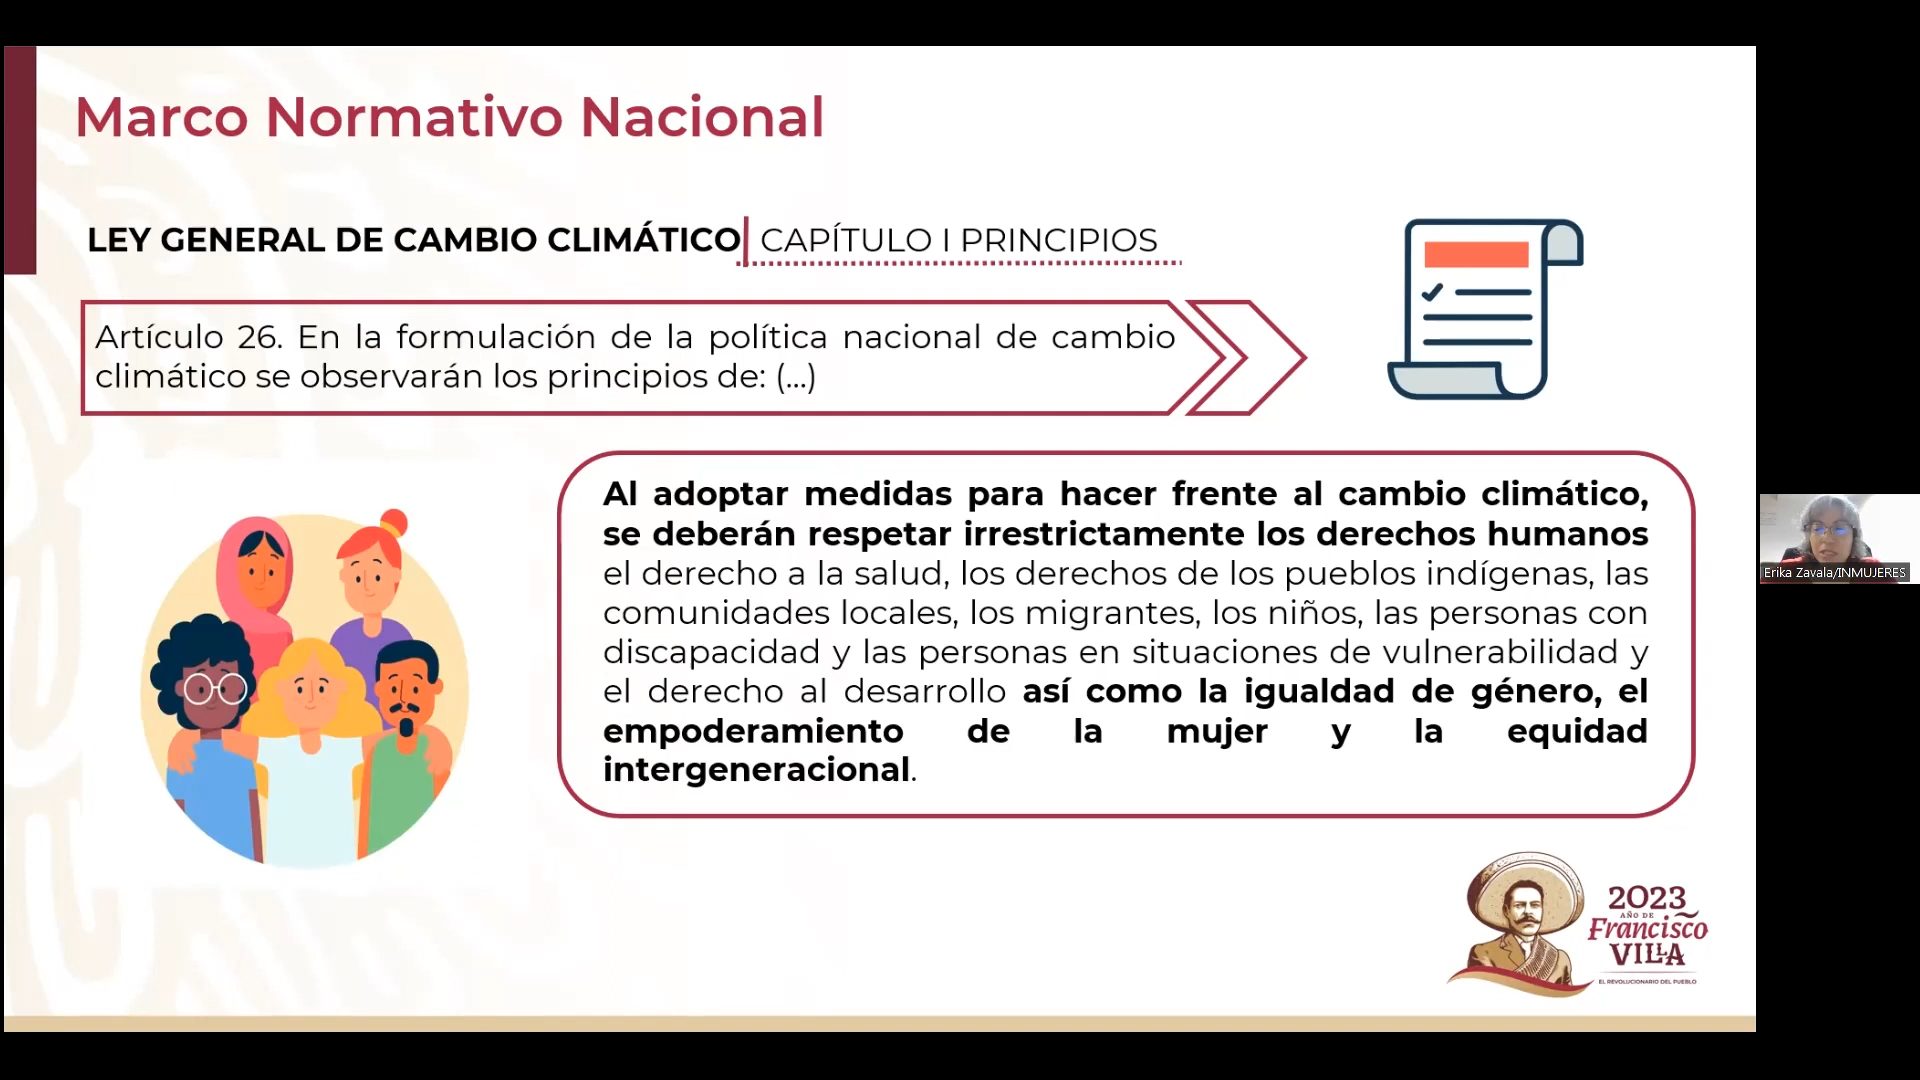 Marco Normativo Nacional
LEY GENERAL DE CAMBIO CLIMÁTICO CAPÍTULO I PRINCIPIOS
Artículo 26. En la formulación de la política nacional de cambio
climático se observarán los principios de: (...)
Al adoptar medidas para hacer frente al cambio climático,
se deberán respetar irrestrictamente los derechos humanos
el derecho a la salud, los derechos de los pueblos indígenas, las
comunidades locales, los migrantes, los niños, las personas con
discapacidad y las personas en situaciones de vulnerabilidad y
el derecho al desarrollo así como la igualdad de género, el
empoderamiento de la mujer y la equidad
intergeneracional.
Erika Zavala/INMUJERES
2023
AÑO DE
Francisco
VILLA
EL REVOLUCIONARIO DEL PUEBLO